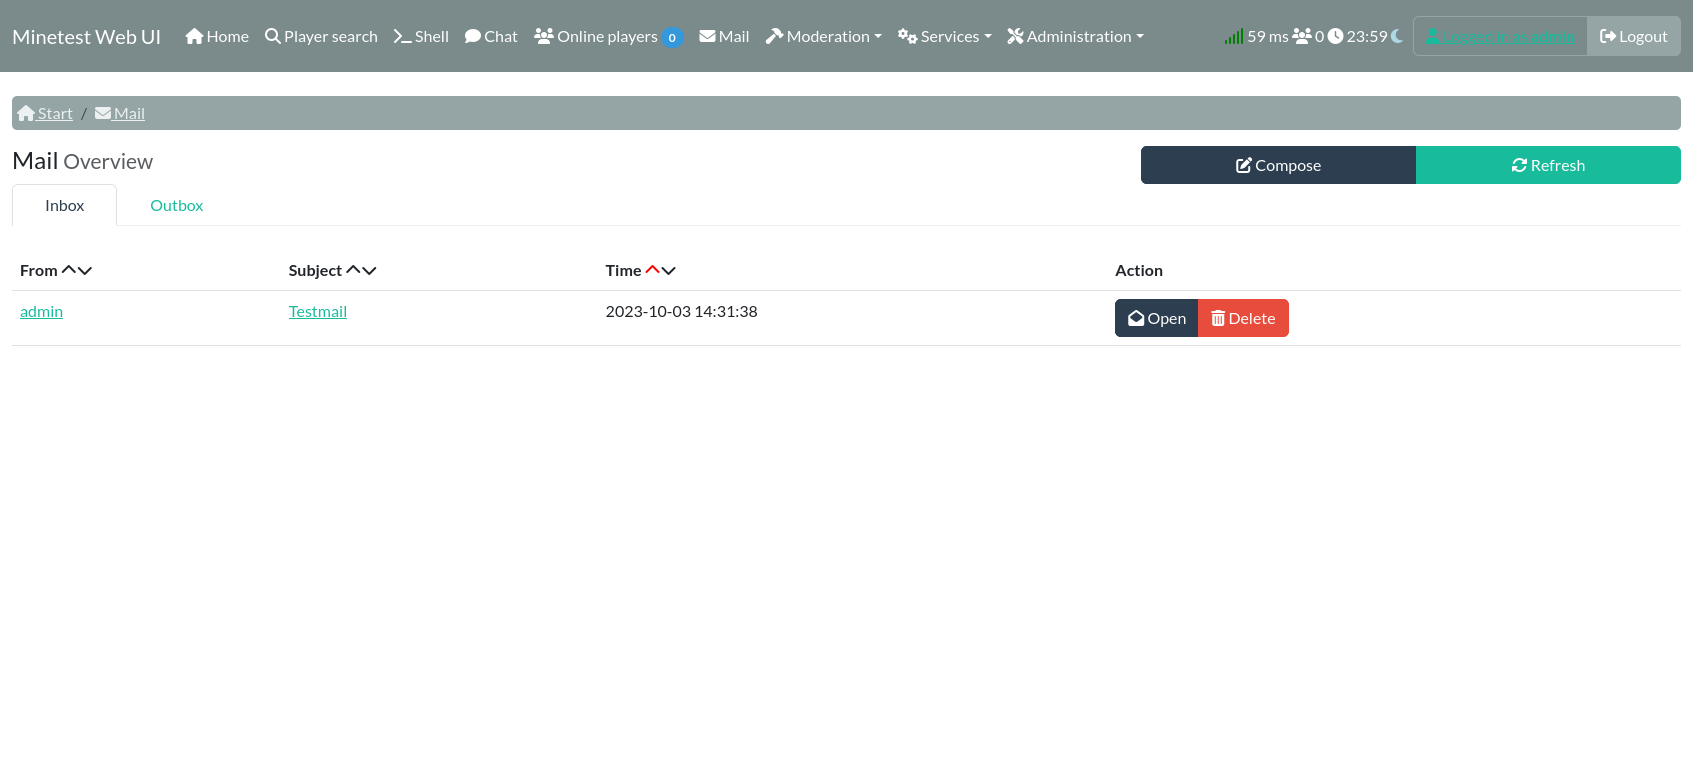 Minetest Web UI Home Player search Shell Chat Online players 0 Mail Moderation Services Administration 59 ms 0 23:59 Logged in as admin Logout
Start / Mail
Mail Overview Compose Refresh
Inbox Outbox
From Subject Time Action
admin Testmail 2023-10-03 14:31:38 Open Delete